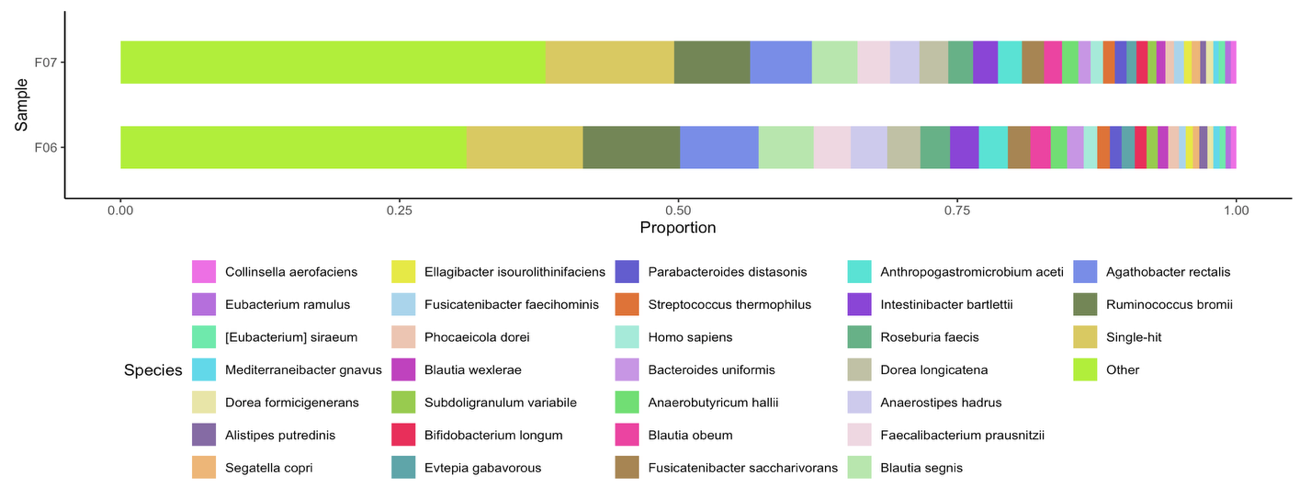 Sample
F07
F06
0.00 0.25 0.50 0.75 1.00
Proportion
Species
Collinsella aerofaciens
Eubacterium ramulus
[Eubacterium] siraeum
Mediterraneibacter gnavus
Dorea formicigenerans
Alistipes putredinis
Segatella copri
Ellagibacter isourolithinifaciens
Fusicatenibacter faecihominis
Phocaeicola dorei
Blautia wexlerae
Subdoligranulum variabile
Bifidobacterium longum
Evtepia gabavorous
Parabacteroides distasonis
Streptococcus thermophilus
Homo sapiens
Bacteroides uniformis
Anaerobutyricum hallii
Blautia obeum
Fusicatenibacter saccharivorans
Anthropogastromicrobium aceti
Intestinibacter bartlettii
Roseburia faecis
Dorea longicatena
Anaerostipes hadrus
Faecalibacterium prausnitzii
Blautia segnis
Agathobacter rectalis
Ruminococcus bromii
Single-hit
Other